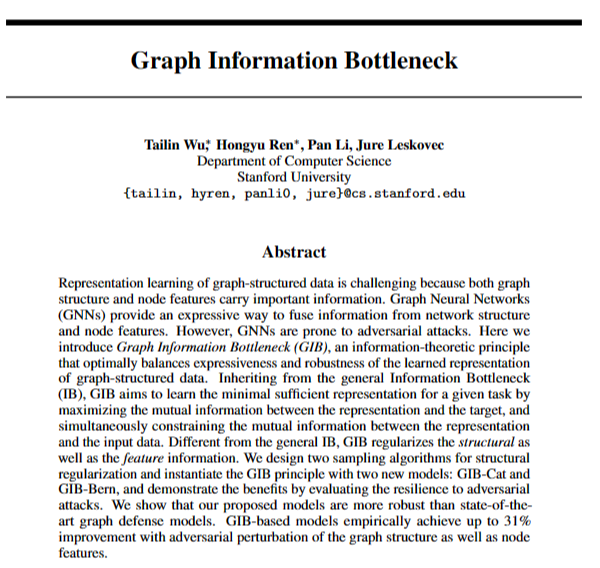 Graph Information Bottleneck
Tailin Wu*, Hongyu Ren*, Pan Li, Jure Leskovec
Department of Computer Science
Stanford University
{tailin, hyren, panli0, jure}@cs.stanford.edu
Abstract
Representation learning of graph-structured data is challenging because both graph
structure and node features carry important information. Graph Neural Networks
(GNNs) provide an expressive way to fuse information from network structure
and node features. However, GNNs are prone to adversarial attacks. Here we
introduce Graph Information Bottleneck (GIB), an information-theoretic principle
that optimally balances expressiveness and robustness of the learned representation
of graph-structured data. Inheriting from the general Information Bottleneck
(IB), GIB aims to learn the minimal sufficient representation for a given task by
maximizing the mutual information between the representation and the target, and
simultaneously constraining the mutual information between the representation
and the input data. Different from the general IB, GIB regularizes the structural as
well as the feature information. We design two sampling algorithms for structural
regularization and instantiate the GIB principle with two new models: GIB-Cat and
GIB-Bern, and demonstrate the benefits by evaluating the resilience to adversarial
attacks. We show that our proposed models are more robust than state-of-the-
art graph defense models. GIB-based models empirically achieve up to 31%
improvement with adversarial perturbation of the graph structure as well as node
features.